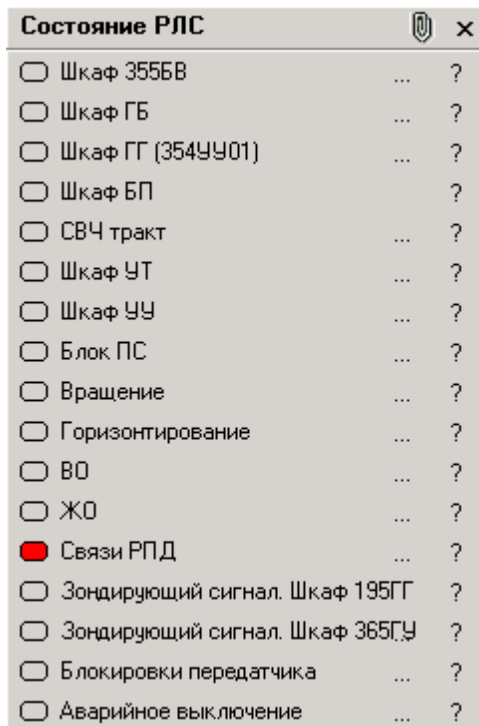 Состояние РЛС
Шкаф 355БВ ... ?
Шкаф ГБ ... ?
Шкаф ГГ (354УУ01) ... ?
Шкаф БП ?
СВЧ тракт ... ?
Шкаф УТ ... ?
Шкаф УУ ... ?
Блок ПС ... ?
Вращение ... ?
Горизонтирование ... ?
ВО ... ?
ЖО ... ?
Связи РПД ... ?
Зондирующий сигнал. Шкаф 195ГГ ?
Зондирующий сигнал. Шкаф 365ГУ ?
Блокировки передатчика ... ?
Аварийное выключение ... ?